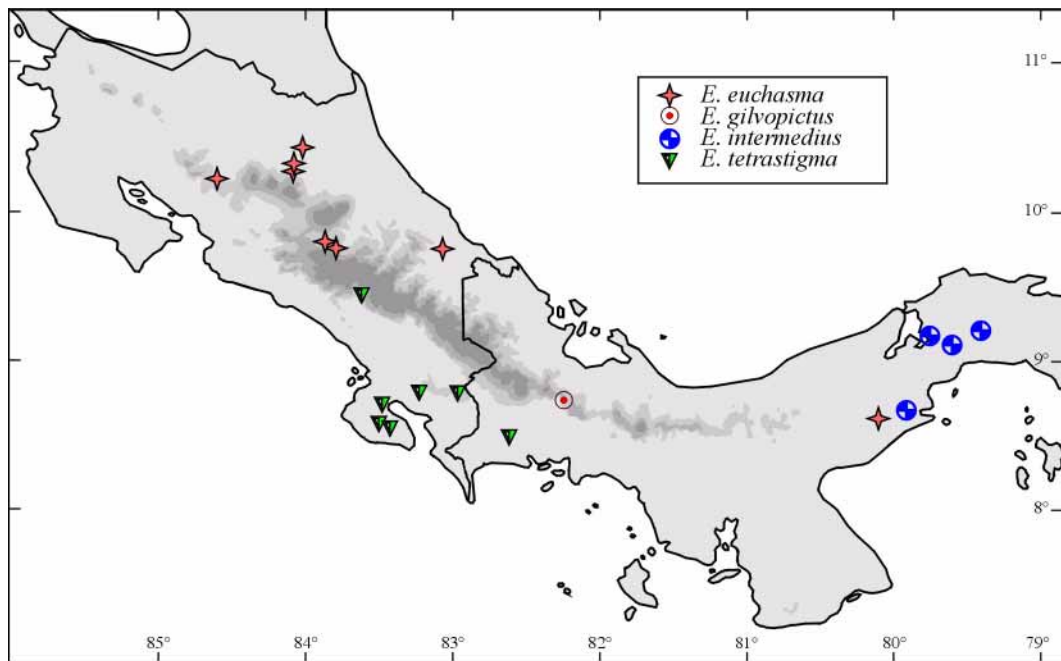 11°
E. euchasma
E. gilvopictus
E. intermedius
E. tetrastigma
10°
9°
8°
85°
84°
83°
82°
81°
80°
79°